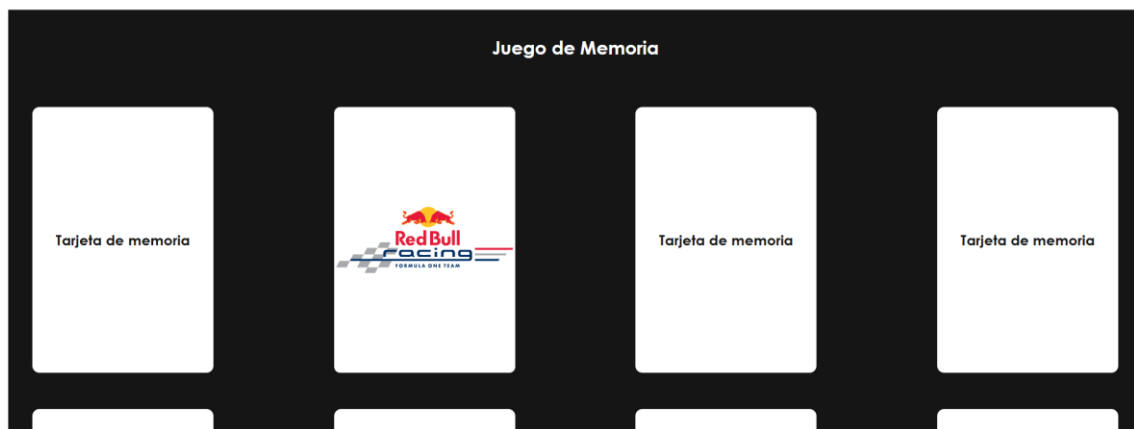 Juego de Memoria
Tarjeta de memoria
Red Bull
racing
FORMULA ONE TEAM
Tarjeta de memoria
Tarjeta de memoria